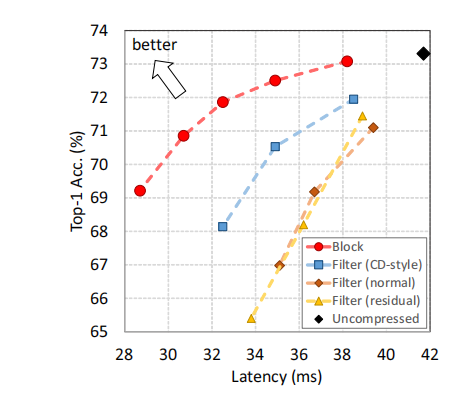 74
73
72
71
70
69
68
67
66
65
Top-1 Acc. (%)
better
Block
Filter (CD-style)
Filter (normal)
Filter (residual)
Uncompressed
28 30 32 34 36 38 40 42
Latency (ms)